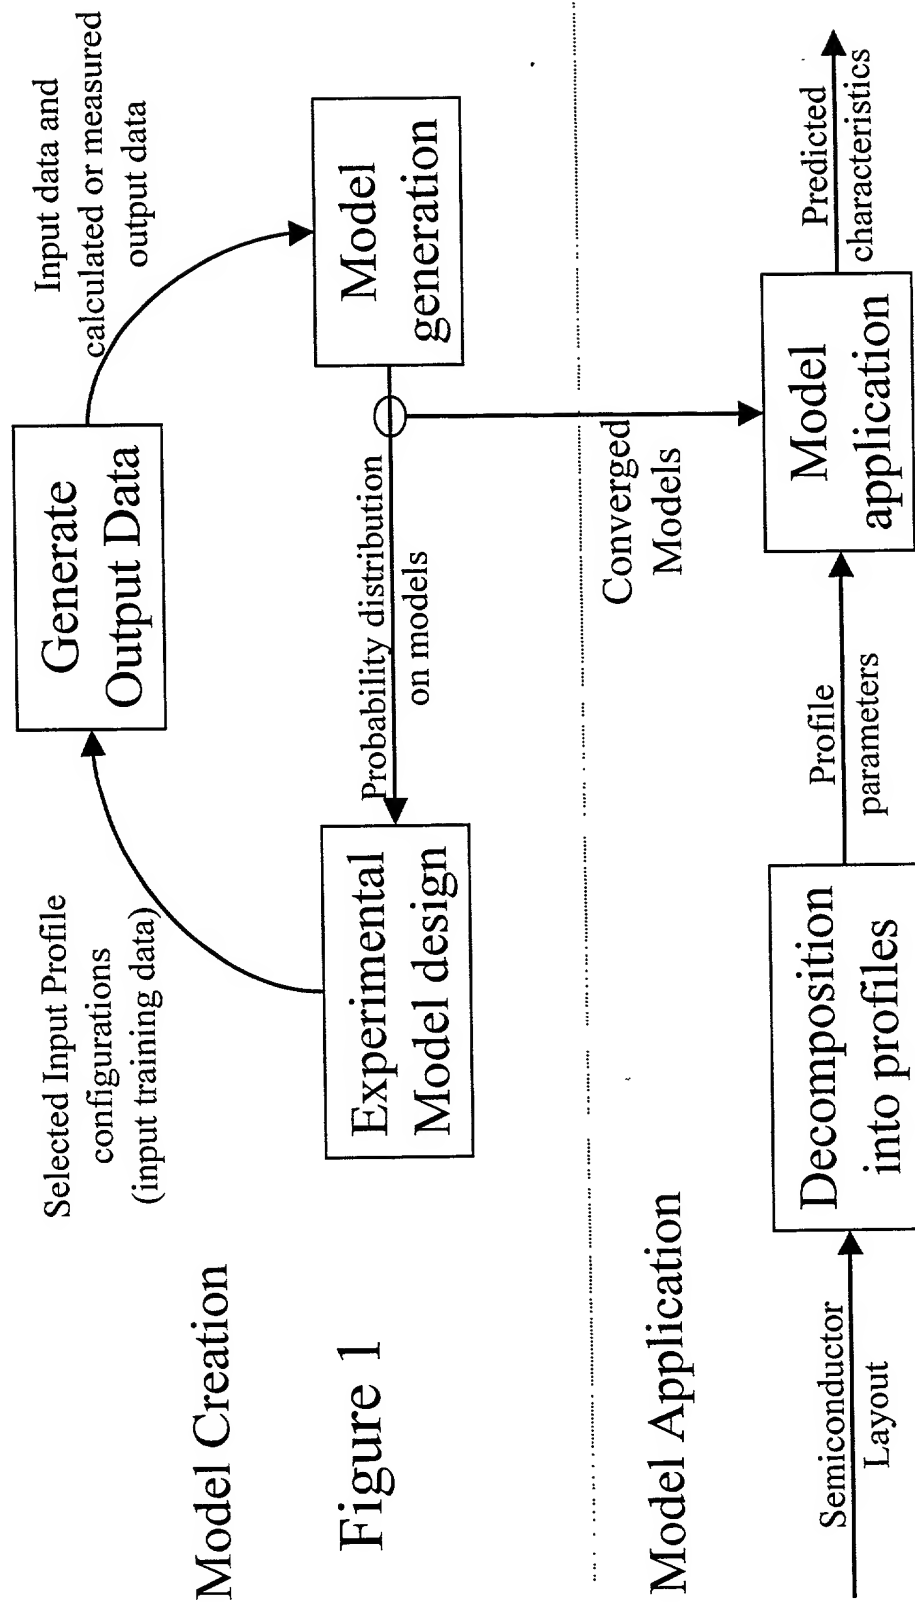 Model Creation
Figure 1
Selected Input Profile
configurations
(input training data)
Generate
Output Data
Input data and
calculated or measured
output data
Experimental
Model design
Probability distribution
on models
Model
generation
Converged
Models
Model Application
Semiconductor
Layout
Decomposition
into profiles
Profile
parameters
Model
application
Predicted
characteristics